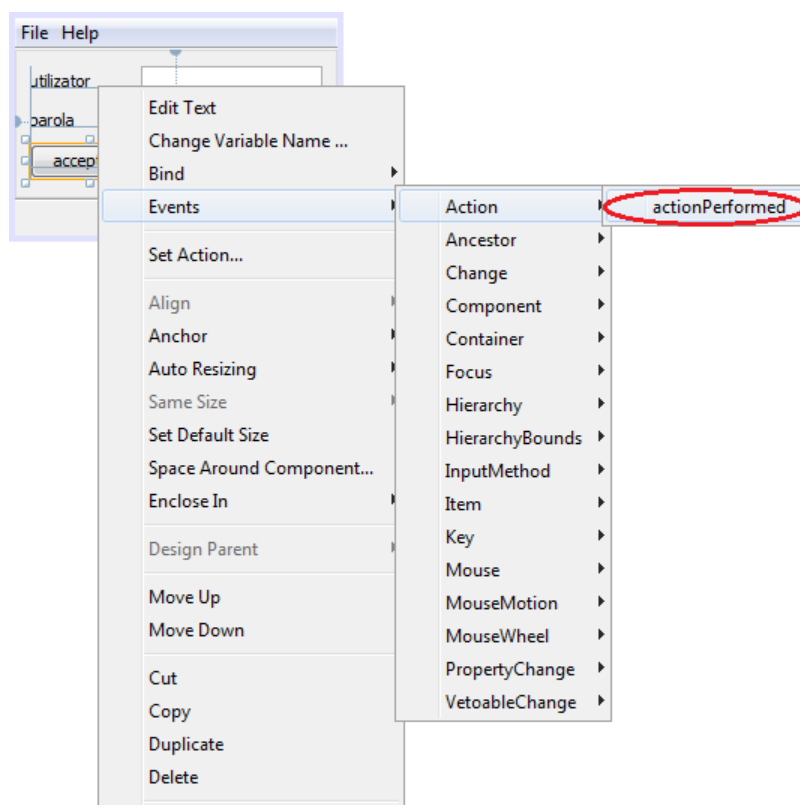 File Help
utilizator
parola
accept
Edit Text
Change Variable Name ...
Bind
Events
Set Action...
Align
Anchor
Auto Resizing
Same Size
Set Default Size
Space Around Component...
Enclose In
Design Parent
Move Up
Move Down
Cut
Copy
Duplicate
Delete
Action
Ancestor
Change
Component
Container
Focus
Hierarchy
HierarchyBounds
InputMethod
Item
Key
Mouse
MouseMotion
MouseWheel
PropertyChange
VetoableChange
actionPerformed